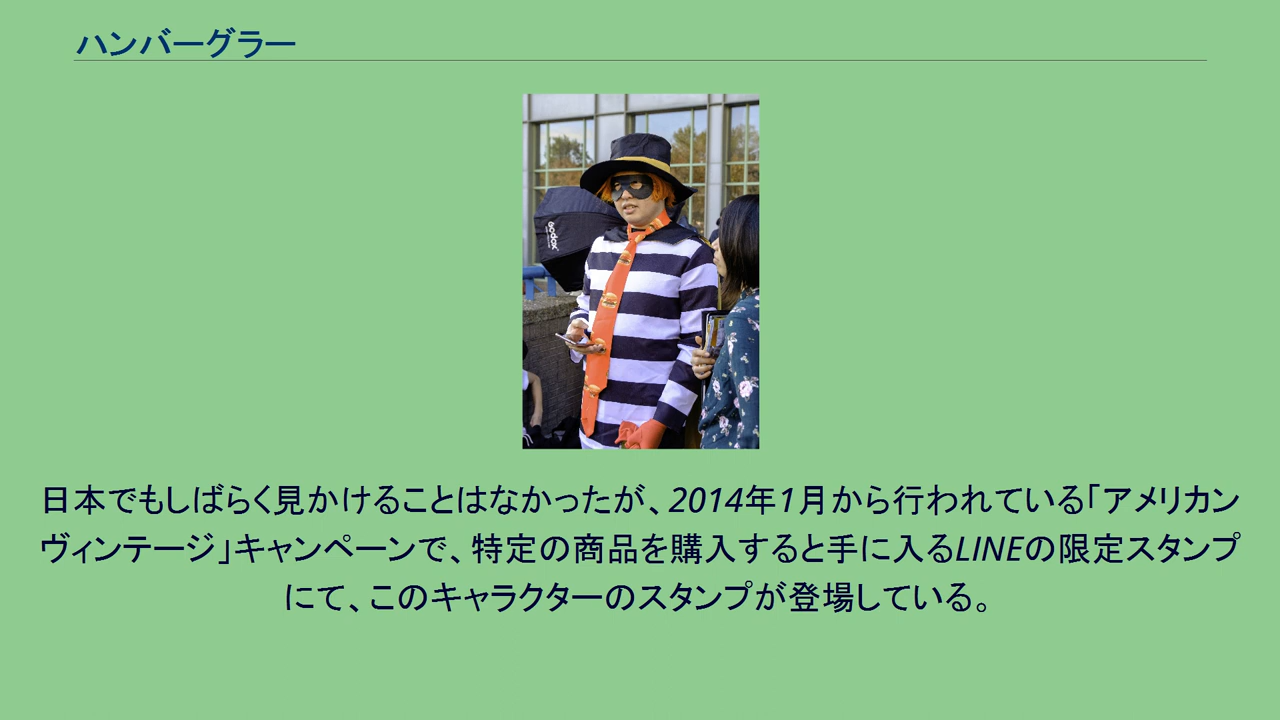 ハンバーグラー
Godox
日本でもしばらく見かけることはなかったが、2014年1月から行われている「アメリカン
ヴィンテージ」キャンペーンで、特定の商品を購入すると手に入るLINEの限定スタンプ
にて、このキャラクターのスタンプが登場している。